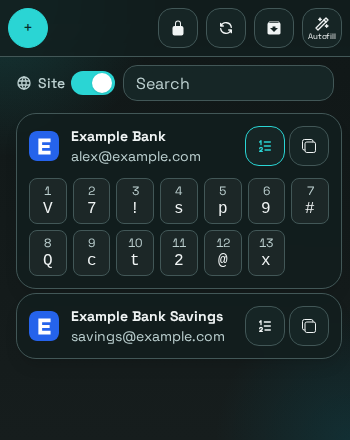 +
Autofill
Site
Search
E
Example Bank
alex@example.com
1 2 3 4 5 6 7
V 7 ! s p 9 #
8 9 10 11 12 13
Q c t 2 @ x
E
Example Bank Savings
savings@example.com